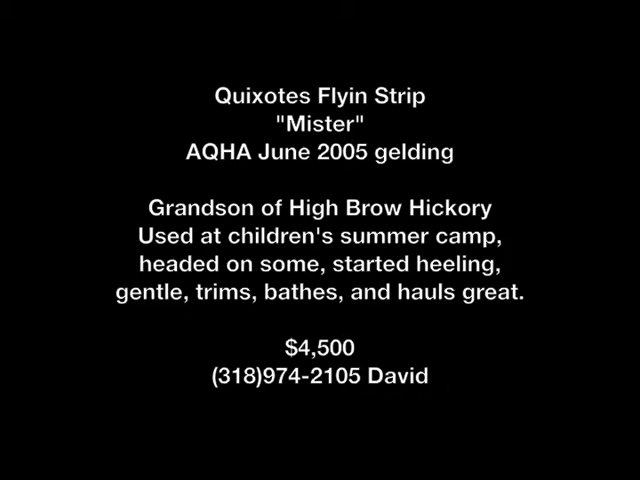 Quixotes Flyin Strip
"Mister"
AQHA June 2005 gelding
Grandson of High Brow Hickory
Used at children's summer camp,
headed on some, started heeling,
gentle, trims, bathes, and hauls great.
$4,500
(318)974-2105 David